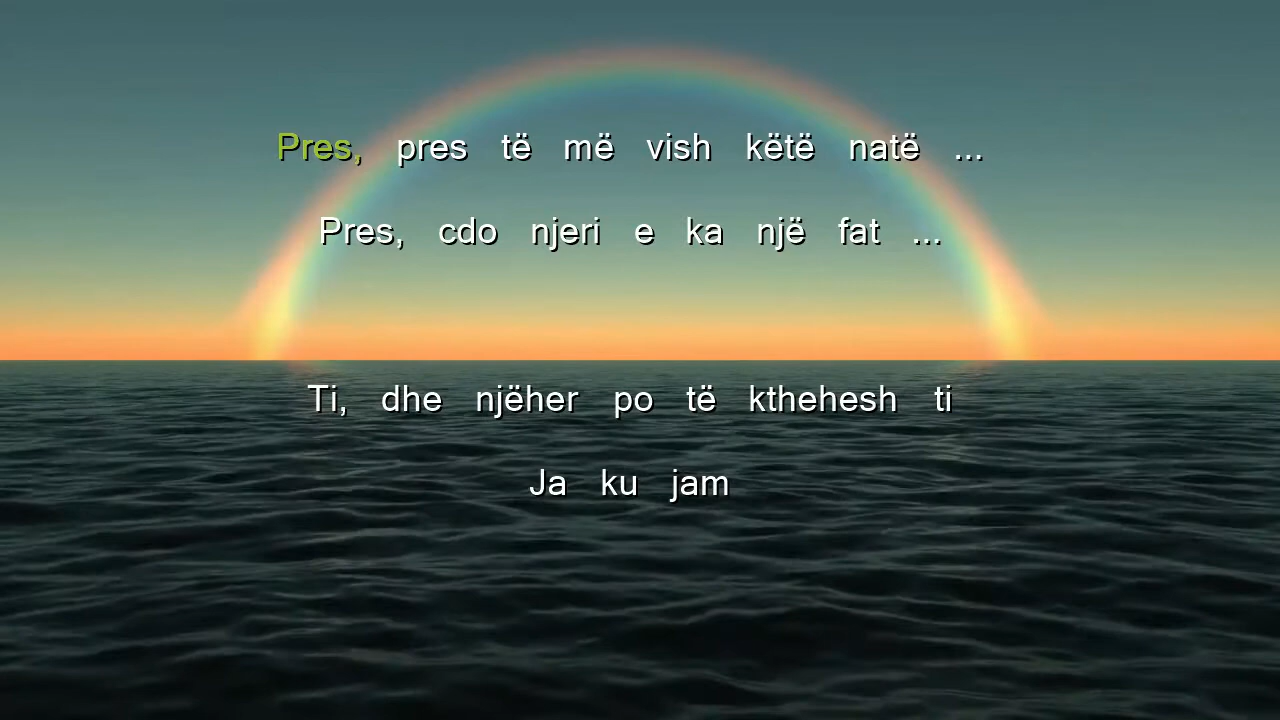 Pres, pres të më vish këtë natë ...
Pres, cdo njeri e ka një fat ...
Ti, dhe njëher po të kthehesh ti
Ja ku jam